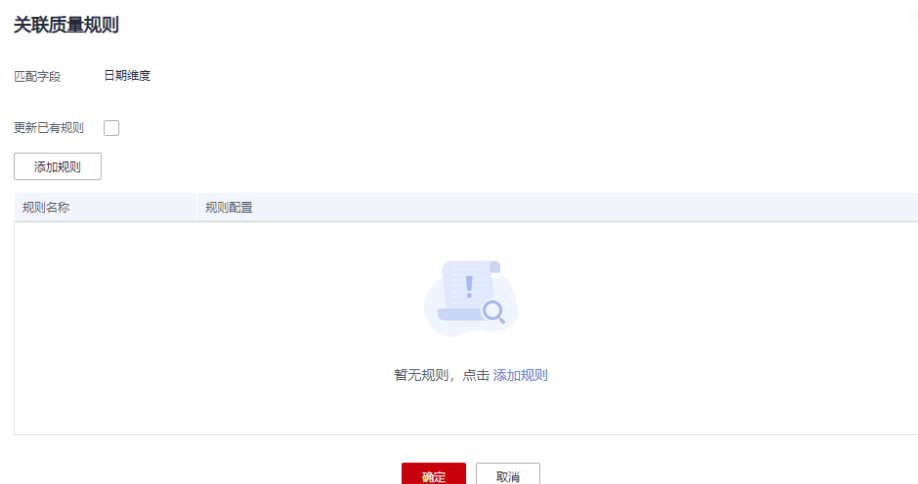 关联质量规则
匹配字段 日期维度
更新已有规则
添加规则
规则名称 规则配置
暂无规则，点击 添加规则
确定 取消